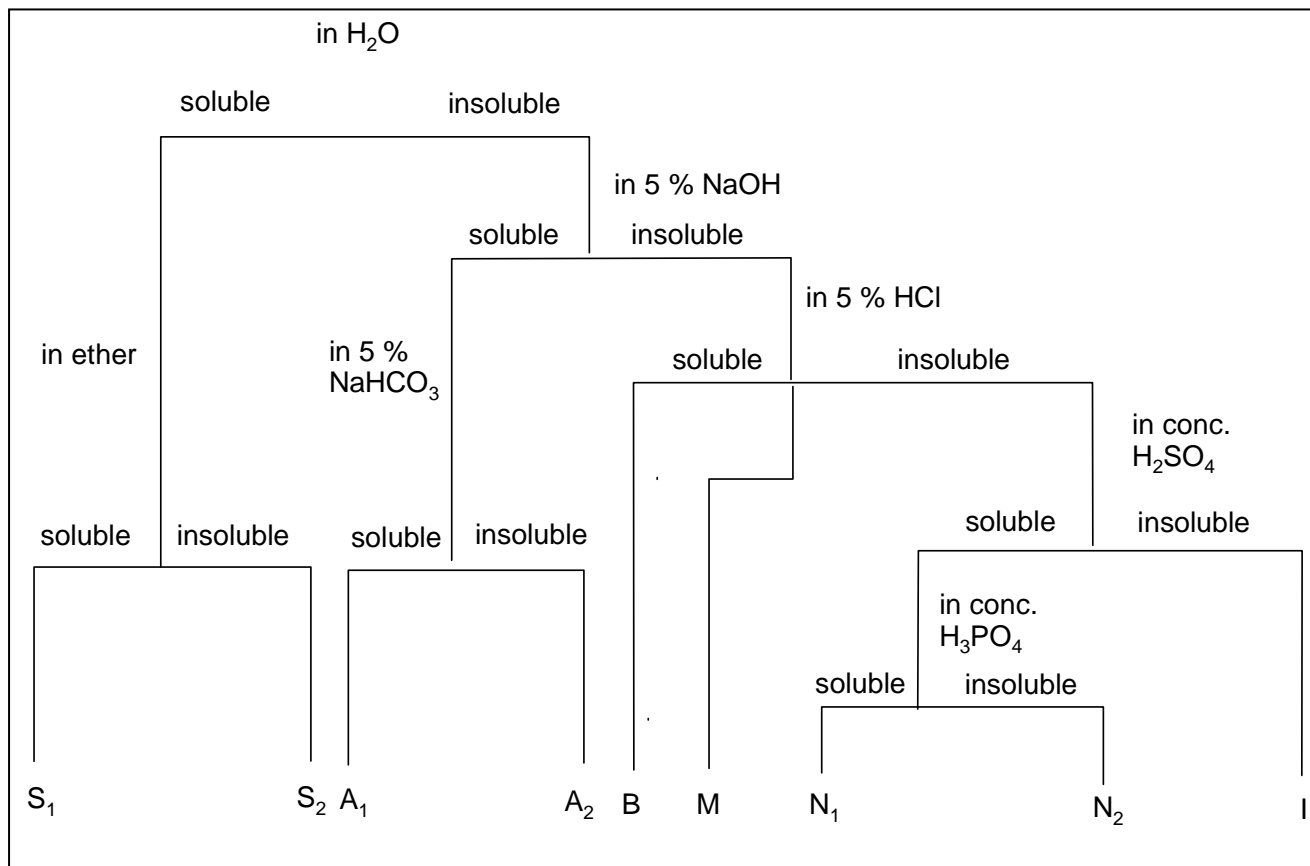 in H₂O
soluble insoluble
in 5 % NaOH
soluble insoluble
in 5 % HCl
in ether
in 5 %
NaHCO₃
soluble insoluble
in conc.
H₂SO₄
soluble insoluble
soluble insoluble
soluble insoluble
in conc.
H₃PO₄
soluble insoluble
S₁ S₂ A₁ A₂ B M N₁ N₂ I